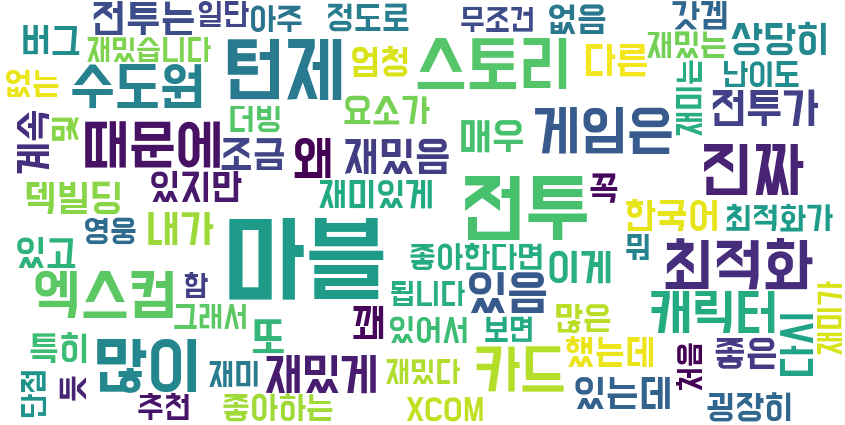 전투는 일단 아주 정도로 무조건 없음 갓겜
버그 재밌습니다 엄청 스토리 다른 재밌는 상당히
없는 수도원 턴제 는 난이도
더빙 요소가 재미 전투가
계속 및 때문에 조금 왜 재밌음 매우 게임은 진짜
덱빌딩 있지만 재미있게 전투 꼭
영웅 내가 마블 한국어 최적화가
있고 좋아한다면 이게 뭐 최적화
엑스컴 함 됩니다 있음 캐릭터
그래서 꽤 있어서 보면 많은 다시 재미가
특히 또 했는데 처음 좋은
많이 재미 재밌게 재밌다 카드 있는데
단점 듯 추천 좋아하는 XCOM 굉장히